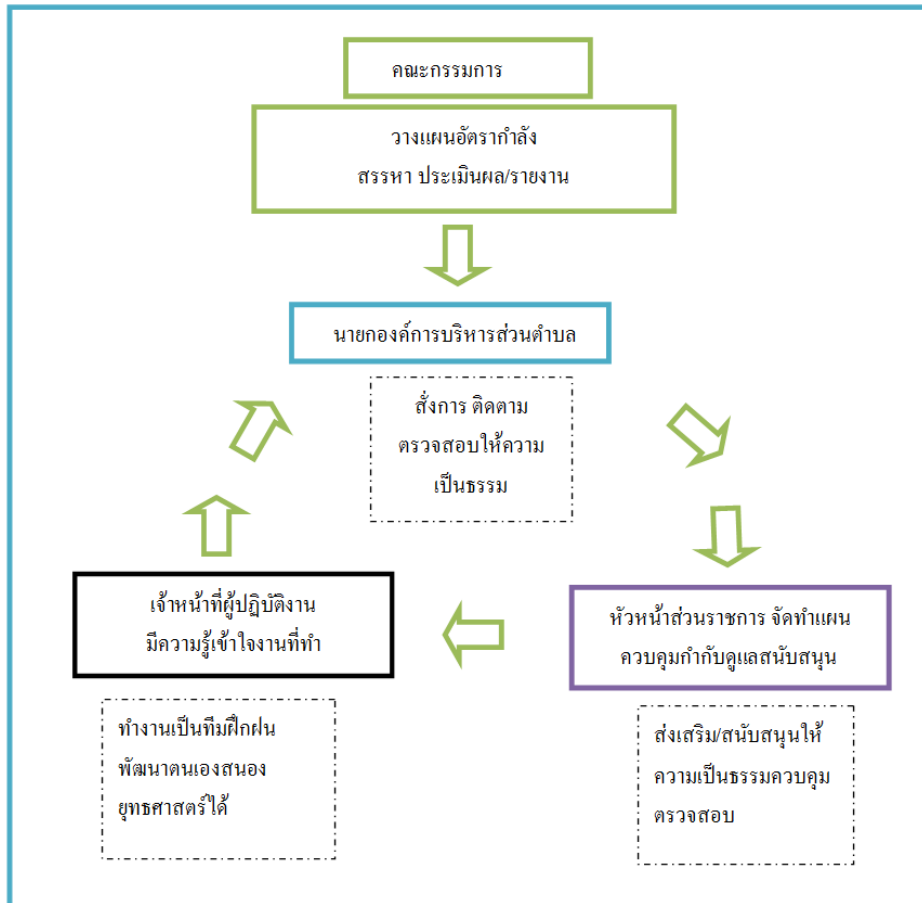 คณะกรรมการ
วางแผนอัตรากำลัง
สรรหา ประเมินผล/รายงาน
นายกองค์การบริหารส่วนตำบล
สั่งการ ติดตาม
ตรวจสอบให้ความ
เป็นธรรม
เจ้าหน้าที่ผู้ปฏิบัติงาน
มีความรู้เข้าใจงานที่ทำ
หัวหน้าส่วนราชการ จัดทำแผน
ควบคุมกำกับดูแลสนับสนุน
ทำงานเป็นทีมฝึกฝน
พัฒนาตนเองสนอง
ยุทธศาสตร์ได้
ส่งเสริม/สนับสนุนให้
ความเป็นธรรมควบคุม
ตรวจสอบ